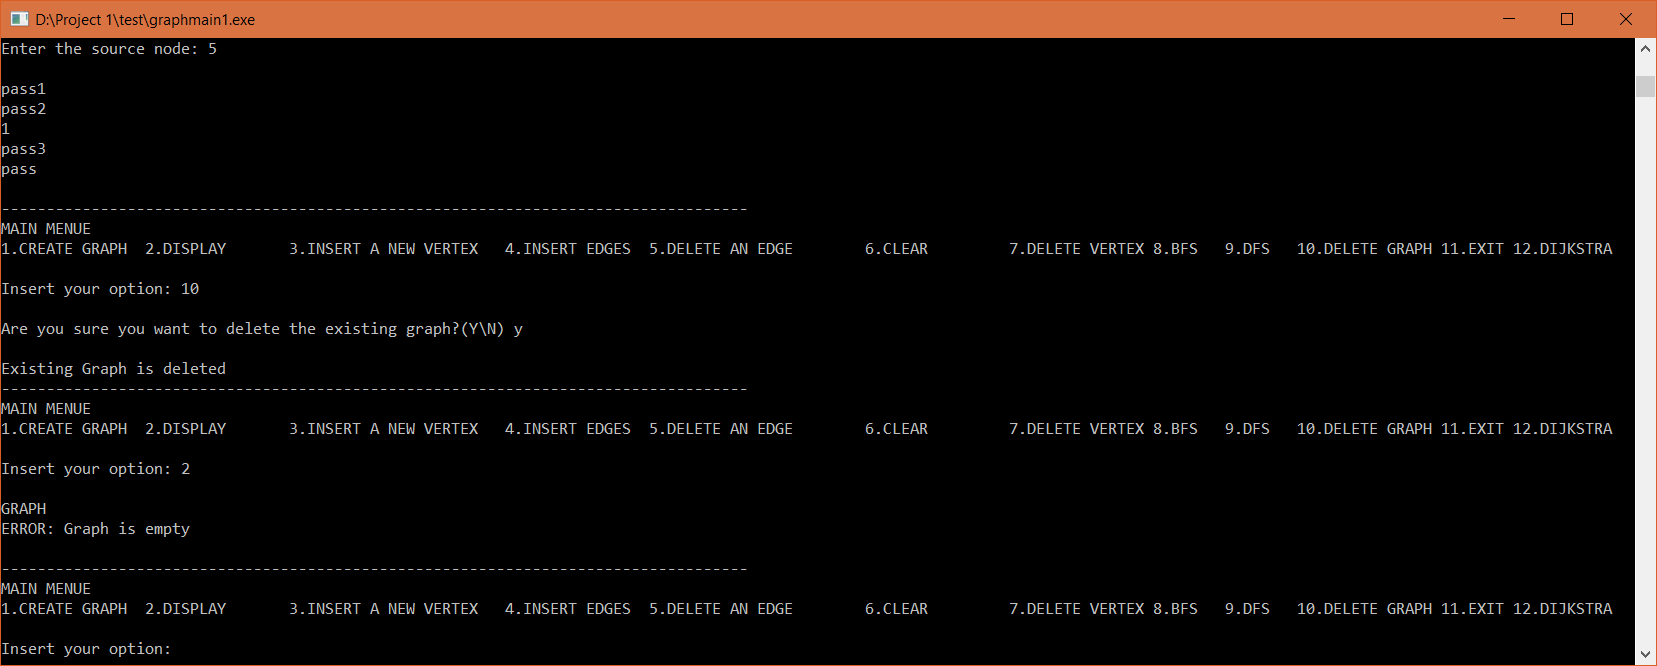 D:\Project 1\test\graphmain1.exe
Enter the source node: 5
pass1
pass2
1
pass3
pass
-----------------------------------------------------------------------------------
MAIN MENUE
1.CREATE GRAPH  2.DISPLAY       3.INSERT A NEW VERTEX   4.INSERT EDGES  5.DELETE AN EDGE        6.CLEAR         7.DELETE VERTEX 8.BFS   9.DFS   10.DELETE GRAPH 11.EXIT 12.DIJKSTRA
Insert your option: 10
Are you sure you want to delete the existing graph?(Y\N) y
Existing Graph is deleted
-----------------------------------------------------------------------------------
MAIN MENUE
1.CREATE GRAPH  2.DISPLAY       3.INSERT A NEW VERTEX   4.INSERT EDGES  5.DELETE AN EDGE        6.CLEAR         7.DELETE VERTEX 8.BFS   9.DFS   10.DELETE GRAPH 11.EXIT 12.DIJKSTRA
Insert your option: 2
GRAPH
ERROR: Graph is empty
-----------------------------------------------------------------------------------
MAIN MENUE
1.CREATE GRAPH  2.DISPLAY       3.INSERT A NEW VERTEX   4.INSERT EDGES  5.DELETE AN EDGE        6.CLEAR         7.DELETE VERTEX 8.BFS   9.DFS   10.DELETE GRAPH 11.EXIT 12.DIJKSTRA
Insert your option: